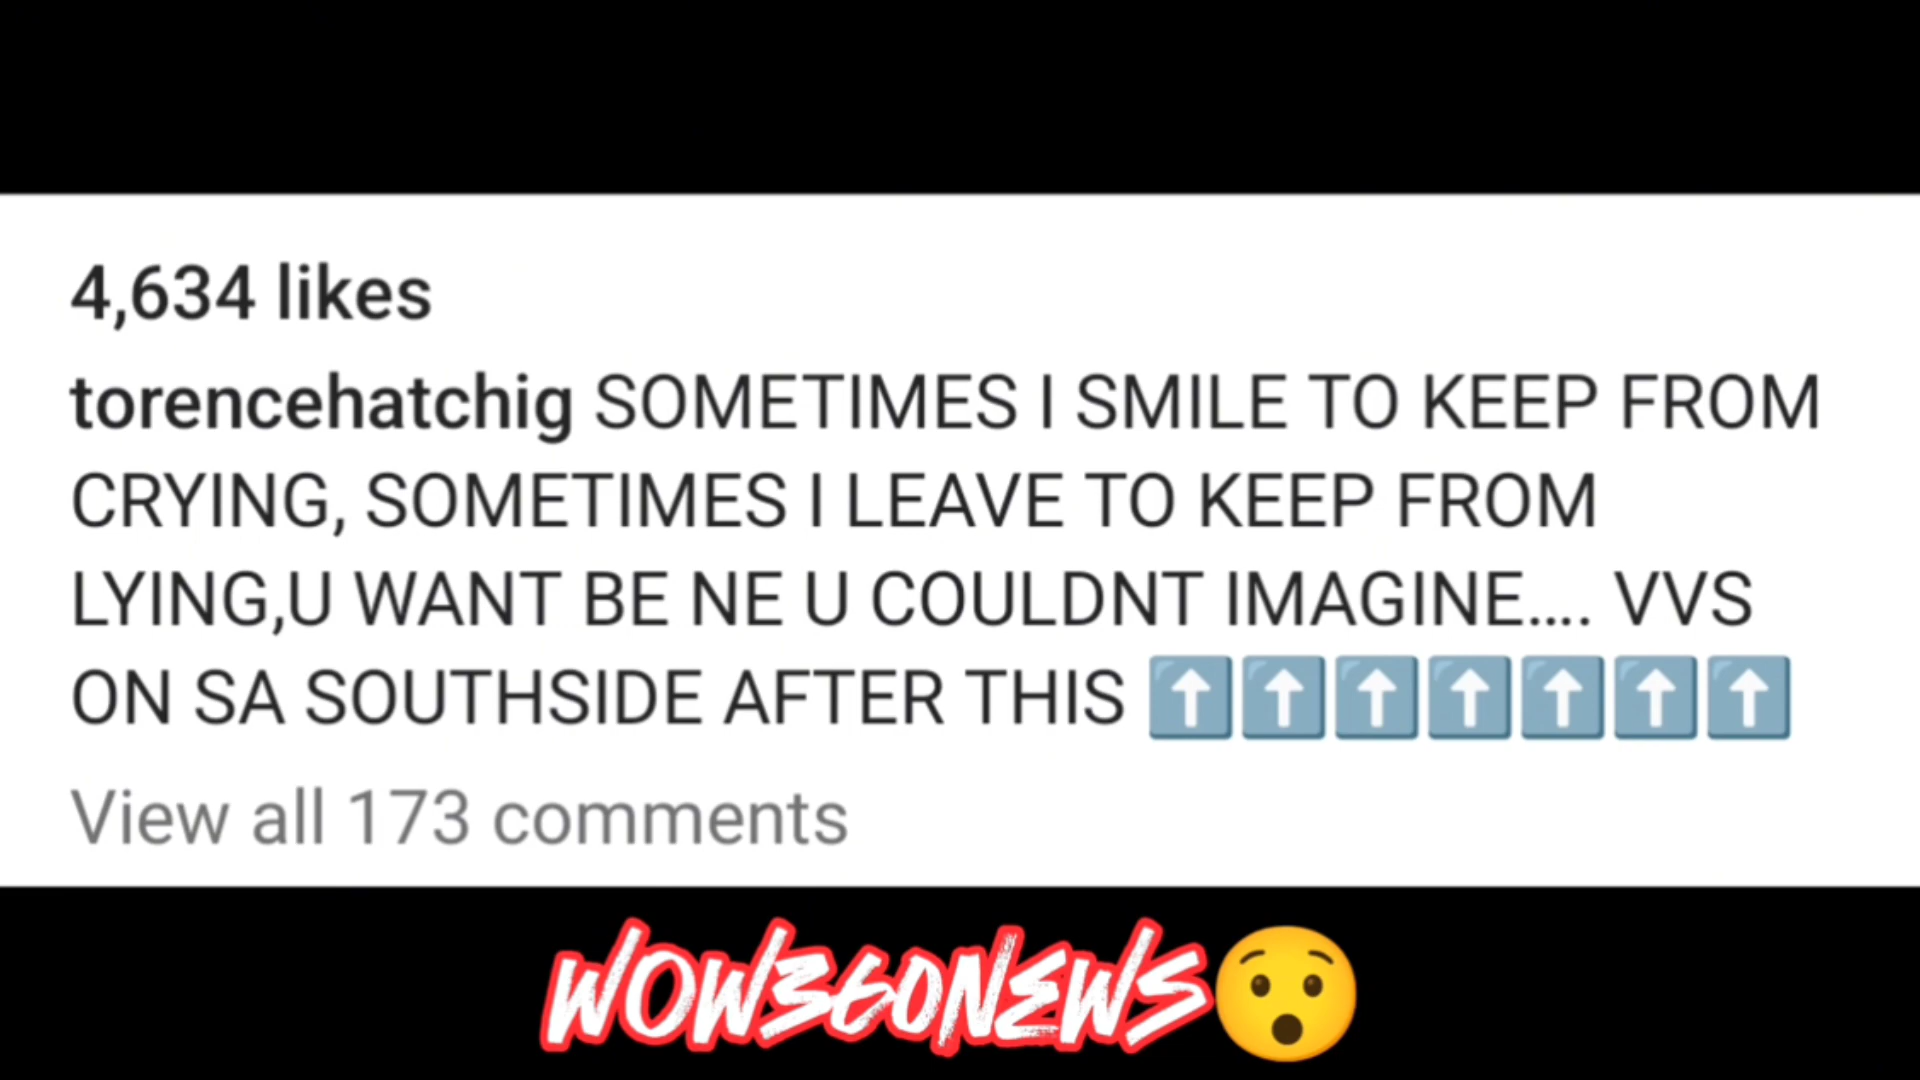 4,634 likes
torencehatchig SOMETIMES I SMILE TO KEEP FROM
CRYING, SOMETIMES I LEAVE TO KEEP FROM
LYING,U WANT BE NE U COULDNT IMAGINE.... VVS
ON SA SOUTHSIDE AFTER THIS ⬆️⬆️⬆️⬆️⬆️⬆️⬆️
View all 173 comments
WOW360NEWS😯